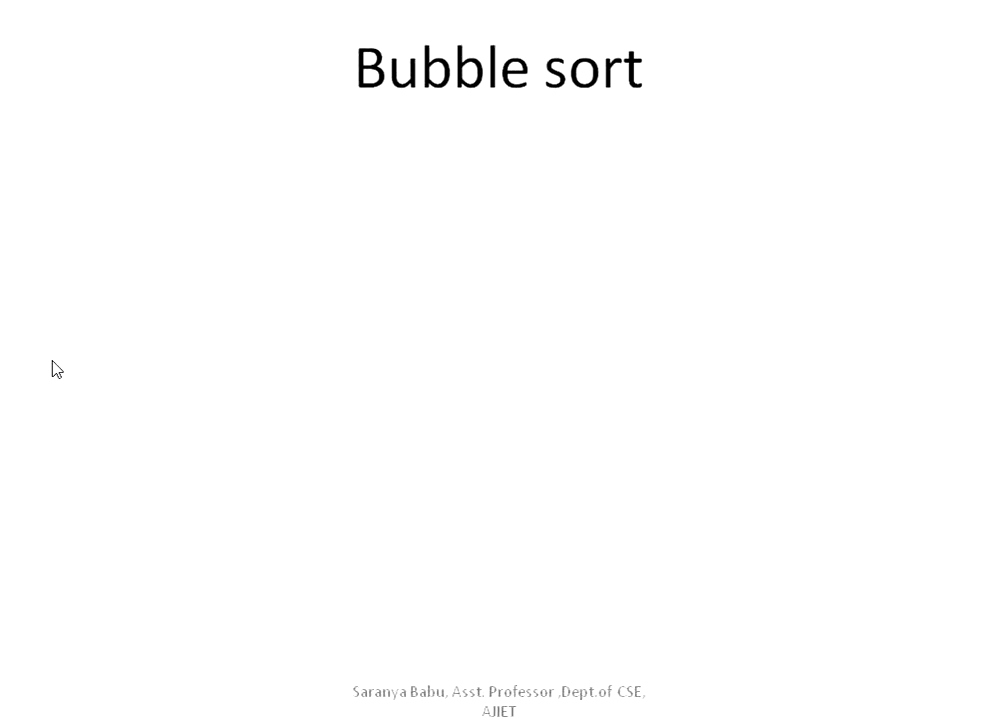 Bubble sort
Saranya Babu, Asst. Professor ,Dept.of CSE,
AJIET